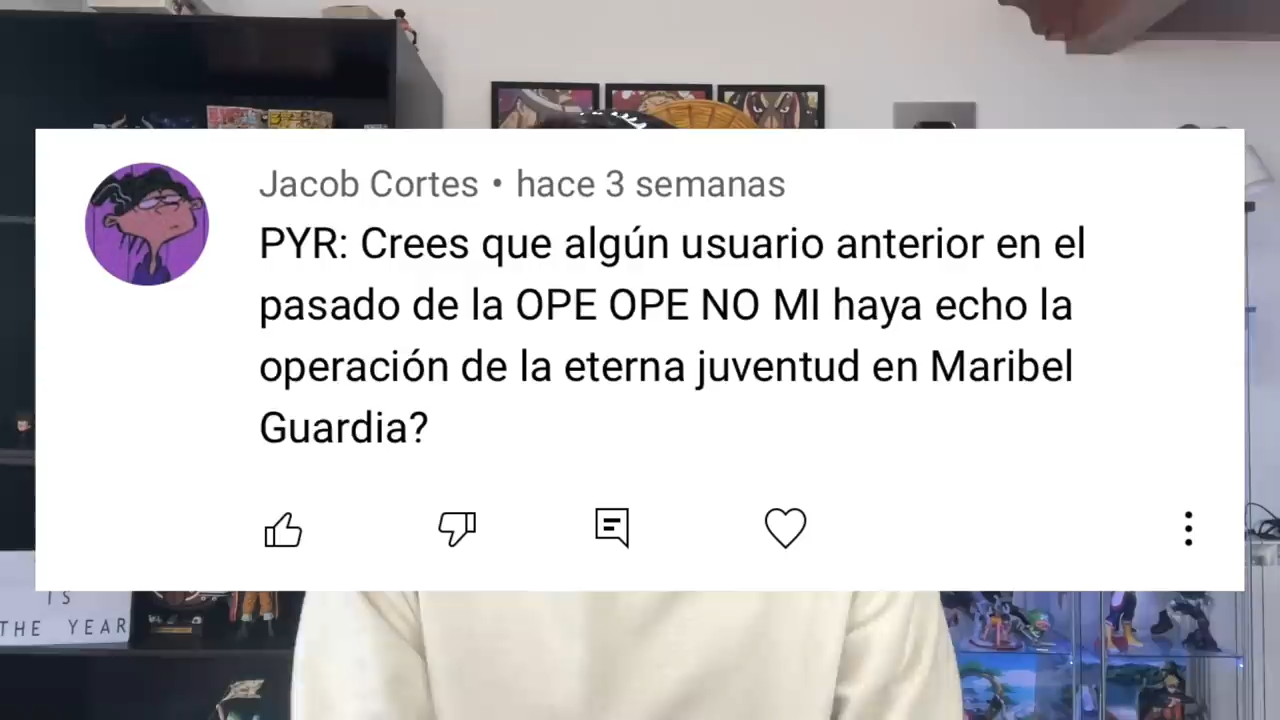 Jacob Cortes • hace 3 semanas
PYR: Crees que algún usuario anterior en el
pasado de la OPE OPE NO MI haya echo la
operación de la eterna juventud en Maribel
Guardia?
IS
THE YEAR